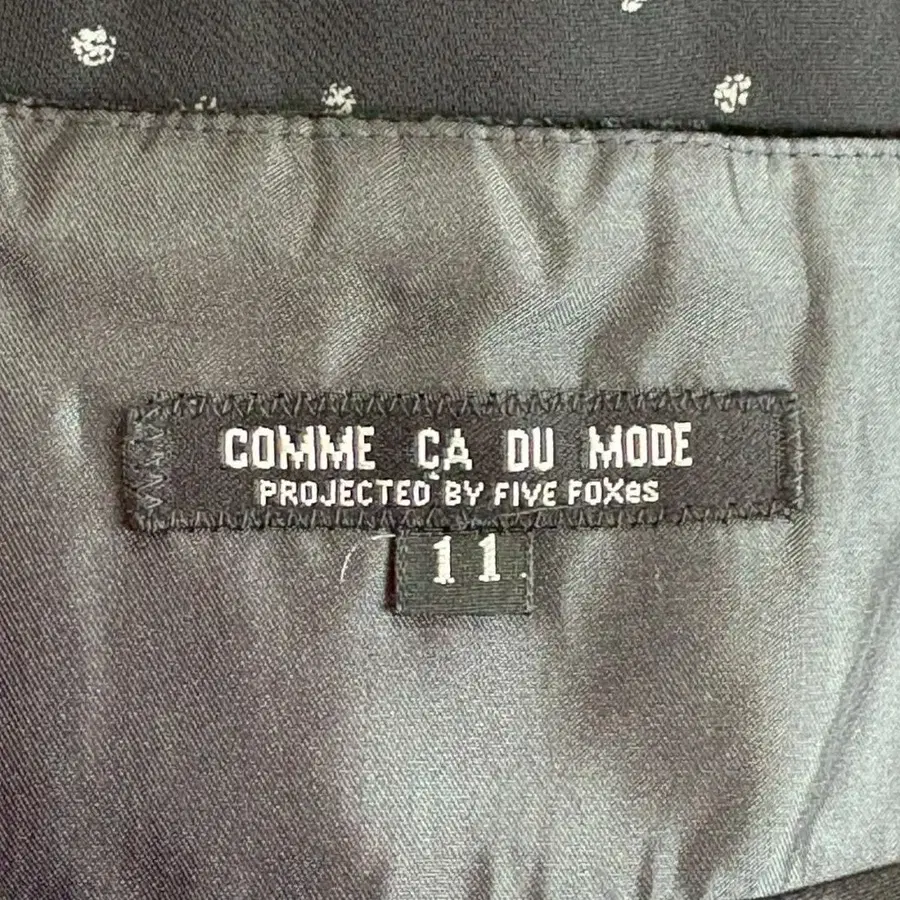 COMME ÇA DU MODE
PROJECTED BY FIVE FOXes
11